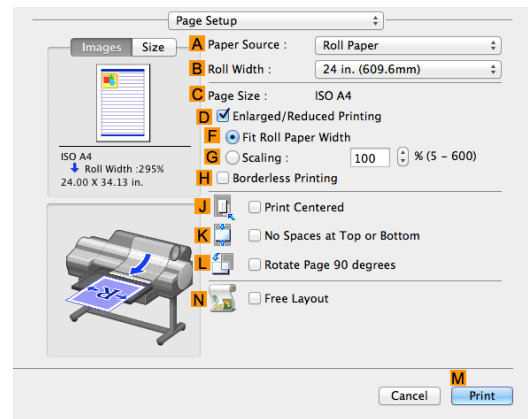 Page Setup
Images Size
A Paper Source : Roll Paper
B Roll Width : 24 in. (609.6mm)
C Page Size : ISO A4
D Enlarged/Reduced Printing
F Fit Roll Paper Width
G Scaling : 100 % (5 - 600)
H Borderless Printing
ISO A4
Roll Width :295%
24.00 X 34.13 in.
J Print Centered
K No Spaces at Top or Bottom
L Rotate Page 90 degrees
N Free Layout
R
M
Cancel Print